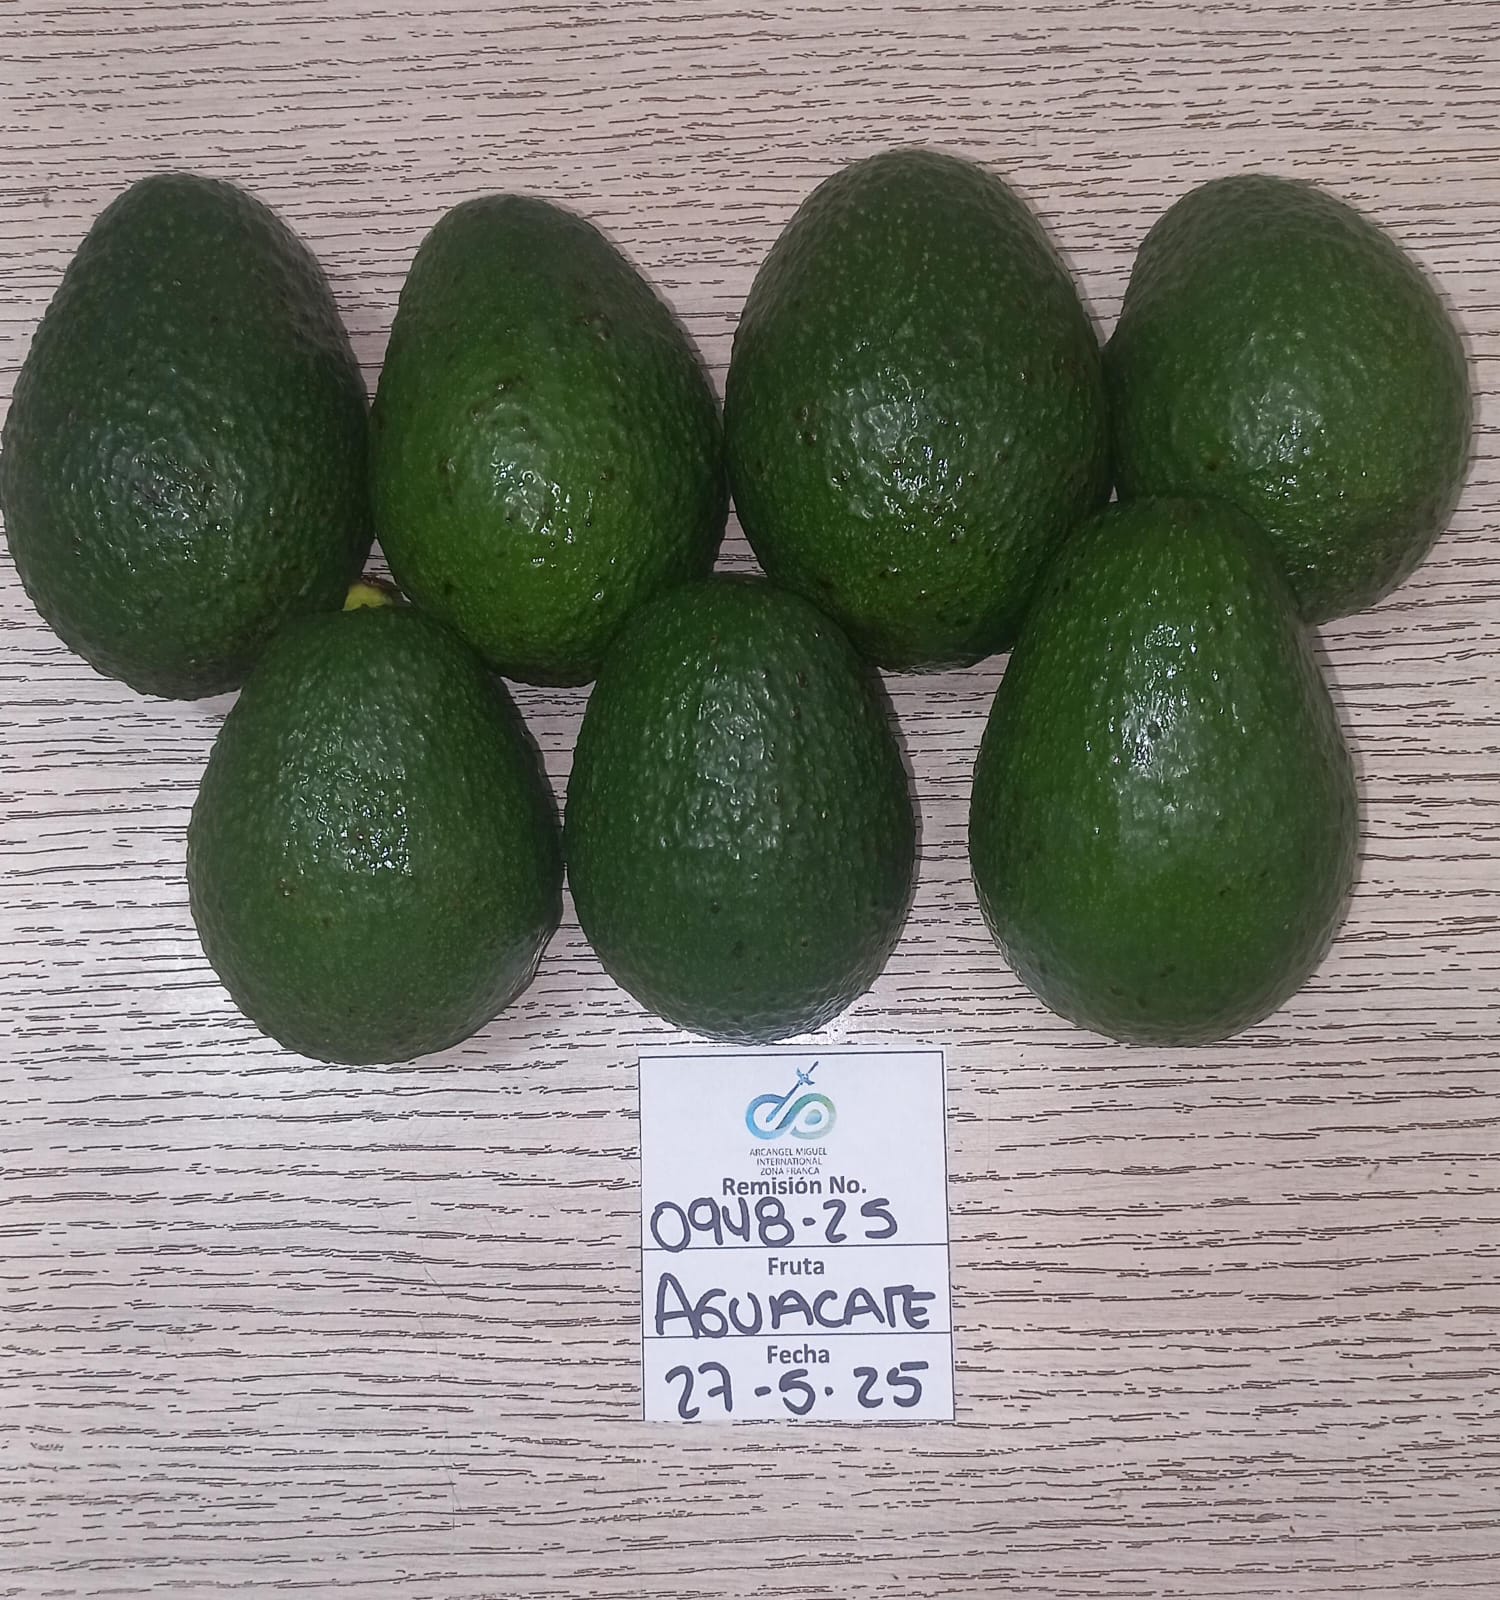 ARCANGEL MIGUEL
INTERNATIONAL
ZONA FRANCA
Remisión No.
0948-25
Fruta
AGUACATE
Fecha
27-5-25